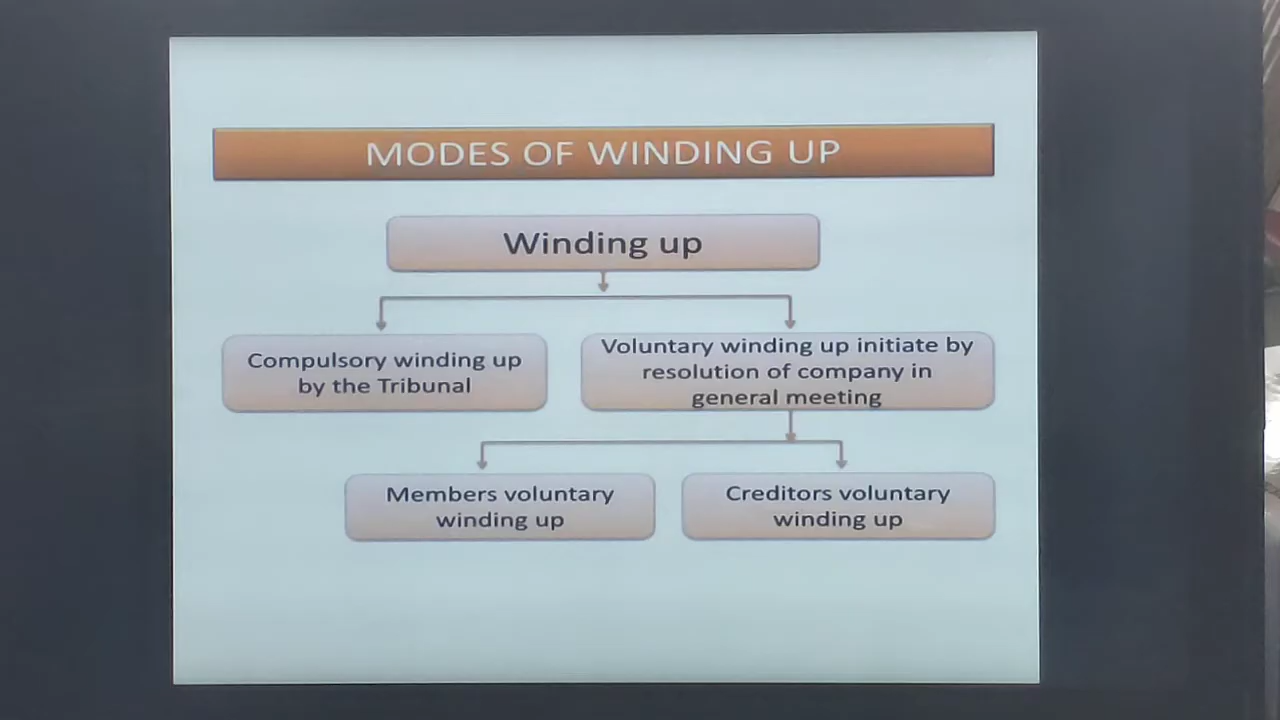 MODES OF WINDING UP
Winding up
Compulsory winding up
by the Tribunal
Voluntary winding up initiate by
resolution of company in
general meeting
Members voluntary
winding up
Creditors voluntary
winding up